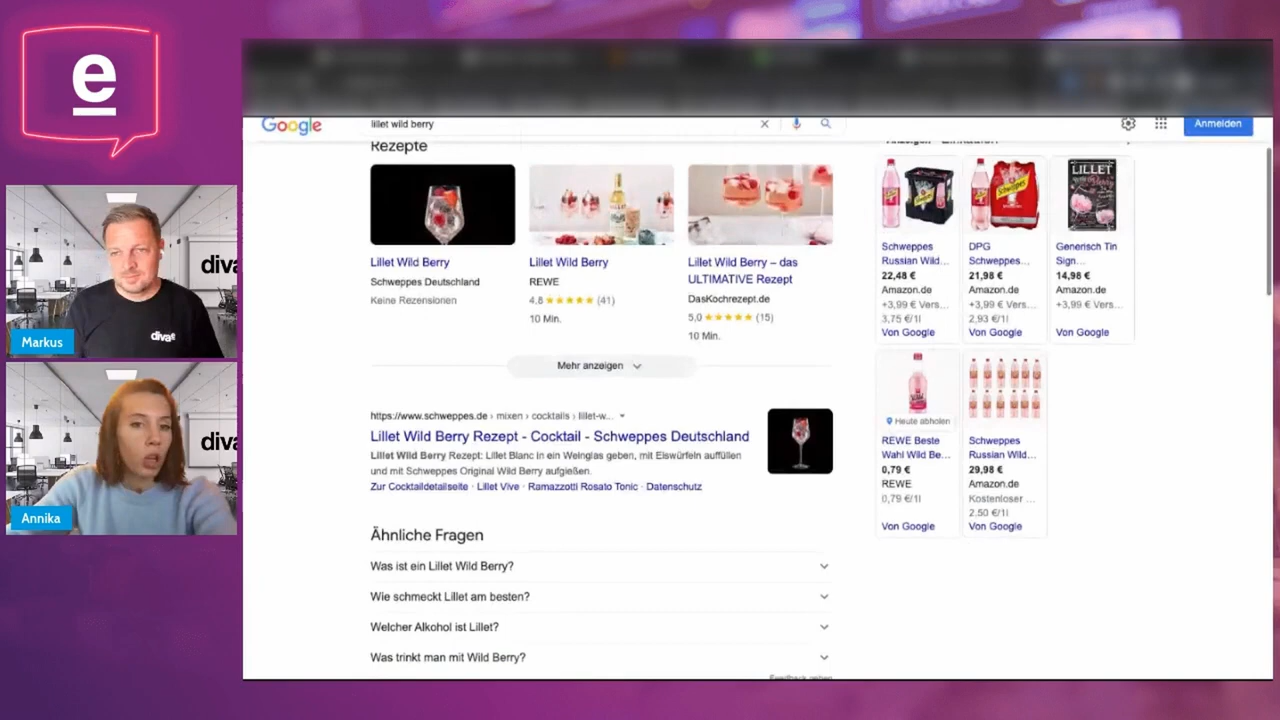 e
diva
Markus
diva
Annika
Google
lillet wild berry
Anmelden
Rezepte
Lillet Wild Berry
Schweppes Deutschland
Keine Rezensionen
Lillet Wild Berry
REWE
4,8 ★★★★★ (41)
10 Min.
Lillet Wild Berry – das
ULTIMATIVE Rezept
DasKochrezept.de
5,0 ★★★★★ (15)
10 Min.
Mehr anzeigen
https://www.schweppes.de › mixen › cocktails › lillet-w...
Lillet Wild Berry Rezept - Cocktail - Schweppes Deutschland
Lillet Wild Berry Rezept: Lillet Blanc in ein Weinglas geben, mit Eiswürfeln auffüllen
und mit Schweppes Original Wild Berry aufgießen.
Zur Cocktaildetailseite · Lillet Vive · Ramazzotti Rosato Tonic · Datenschutz
Ähnliche Fragen
Was ist ein Lillet Wild Berry?
Wie schmeckt Lillet am besten?
Welcher Alkohol ist Lillet?
Was trinkt man mit Wild Berry?
LILLET
Schweppes
Russian Wild...
22,48 €
Amazon.de
+3,99 € Vers...
3,75 €/1l
Von Google
DPG
Schweppes...
21,98 €
Amazon.de
+3,99 € Vers...
2,93 €/1l
Von Google
Generisch Tin
Sign...
14,98 €
Amazon.de
+3,99 € Vers...
Von Google
Heute abholen
REWE Beste
Wahl Wild Be...
0,79 €
REWE
0,79 €/1l
Von Google
Schweppes
Russian Wild...
29,98 €
Amazon.de
Kostenloser ...
2,50 €/1l
Von Google